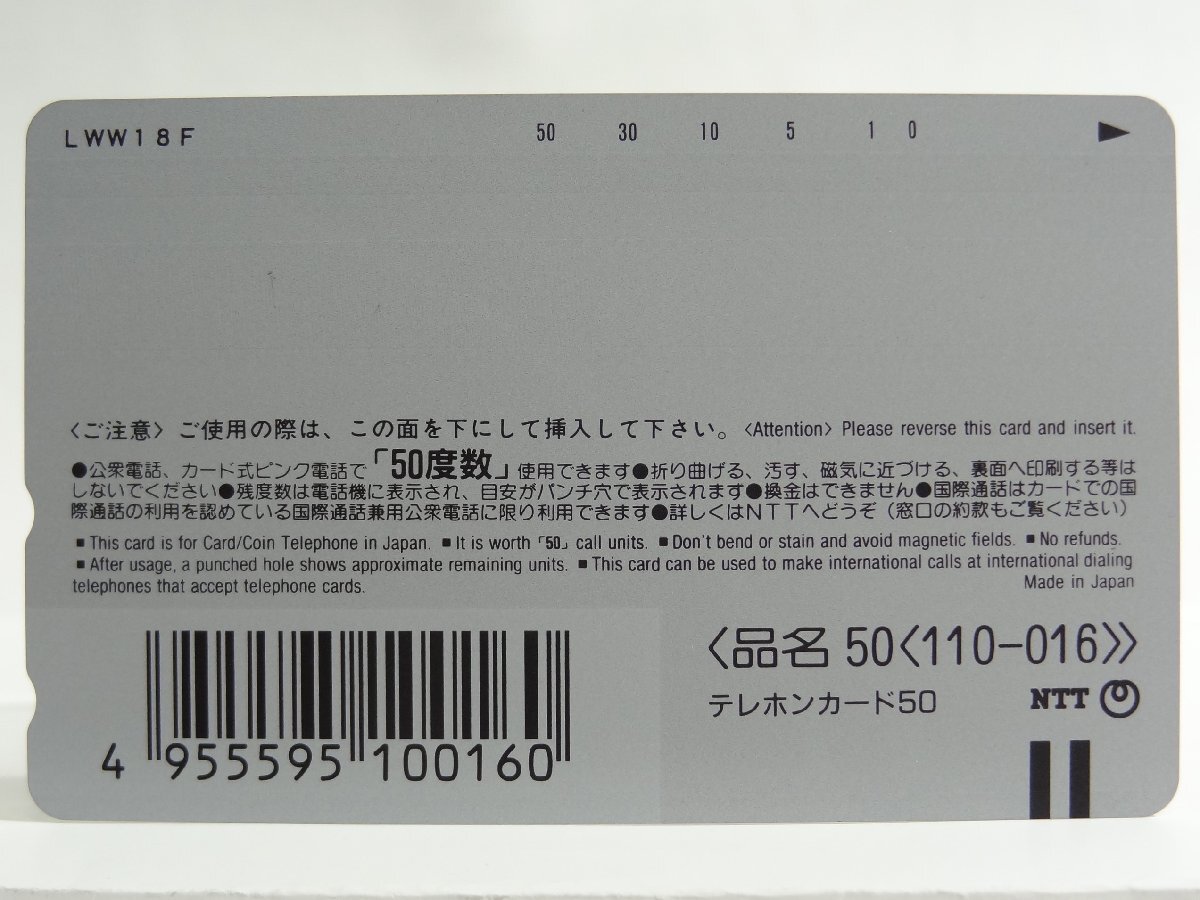 LWW18F 50 30 10 5 1 0
〈ご注意〉ご使用の際は、この面を下にして挿入して下さい。〈Attention〉Please reverse this card and insert it.
●公衆電話、カード式ピンク電話で「50度数」使用できます●折り曲げる、汚す、磁気に近づける、裏面へ印刷する等は
しないでください●残度数は電話機に表示され、目安がパンチ穴で表示されます●換金はできません●国際通話はカードでの国
際通話の利用を認めている国際通話兼用公衆電話に限り利用できます●詳しくはNTTへどうぞ（窓口の約款もご覧ください）
■This card is for Card/Coin Telephone in Japan. ■It is worth「50」call units. ■Don't bend or stain and avoid magnetic fields. ■No refunds.
■After usage, a punched hole shows approximate remaining units. ■This card can be used to make international calls at international dialing
telephones that accept telephone cards. Made in Japan
〈品名 50〈110-016〉〉
テレホンカード50 NTT
4 955595 100160